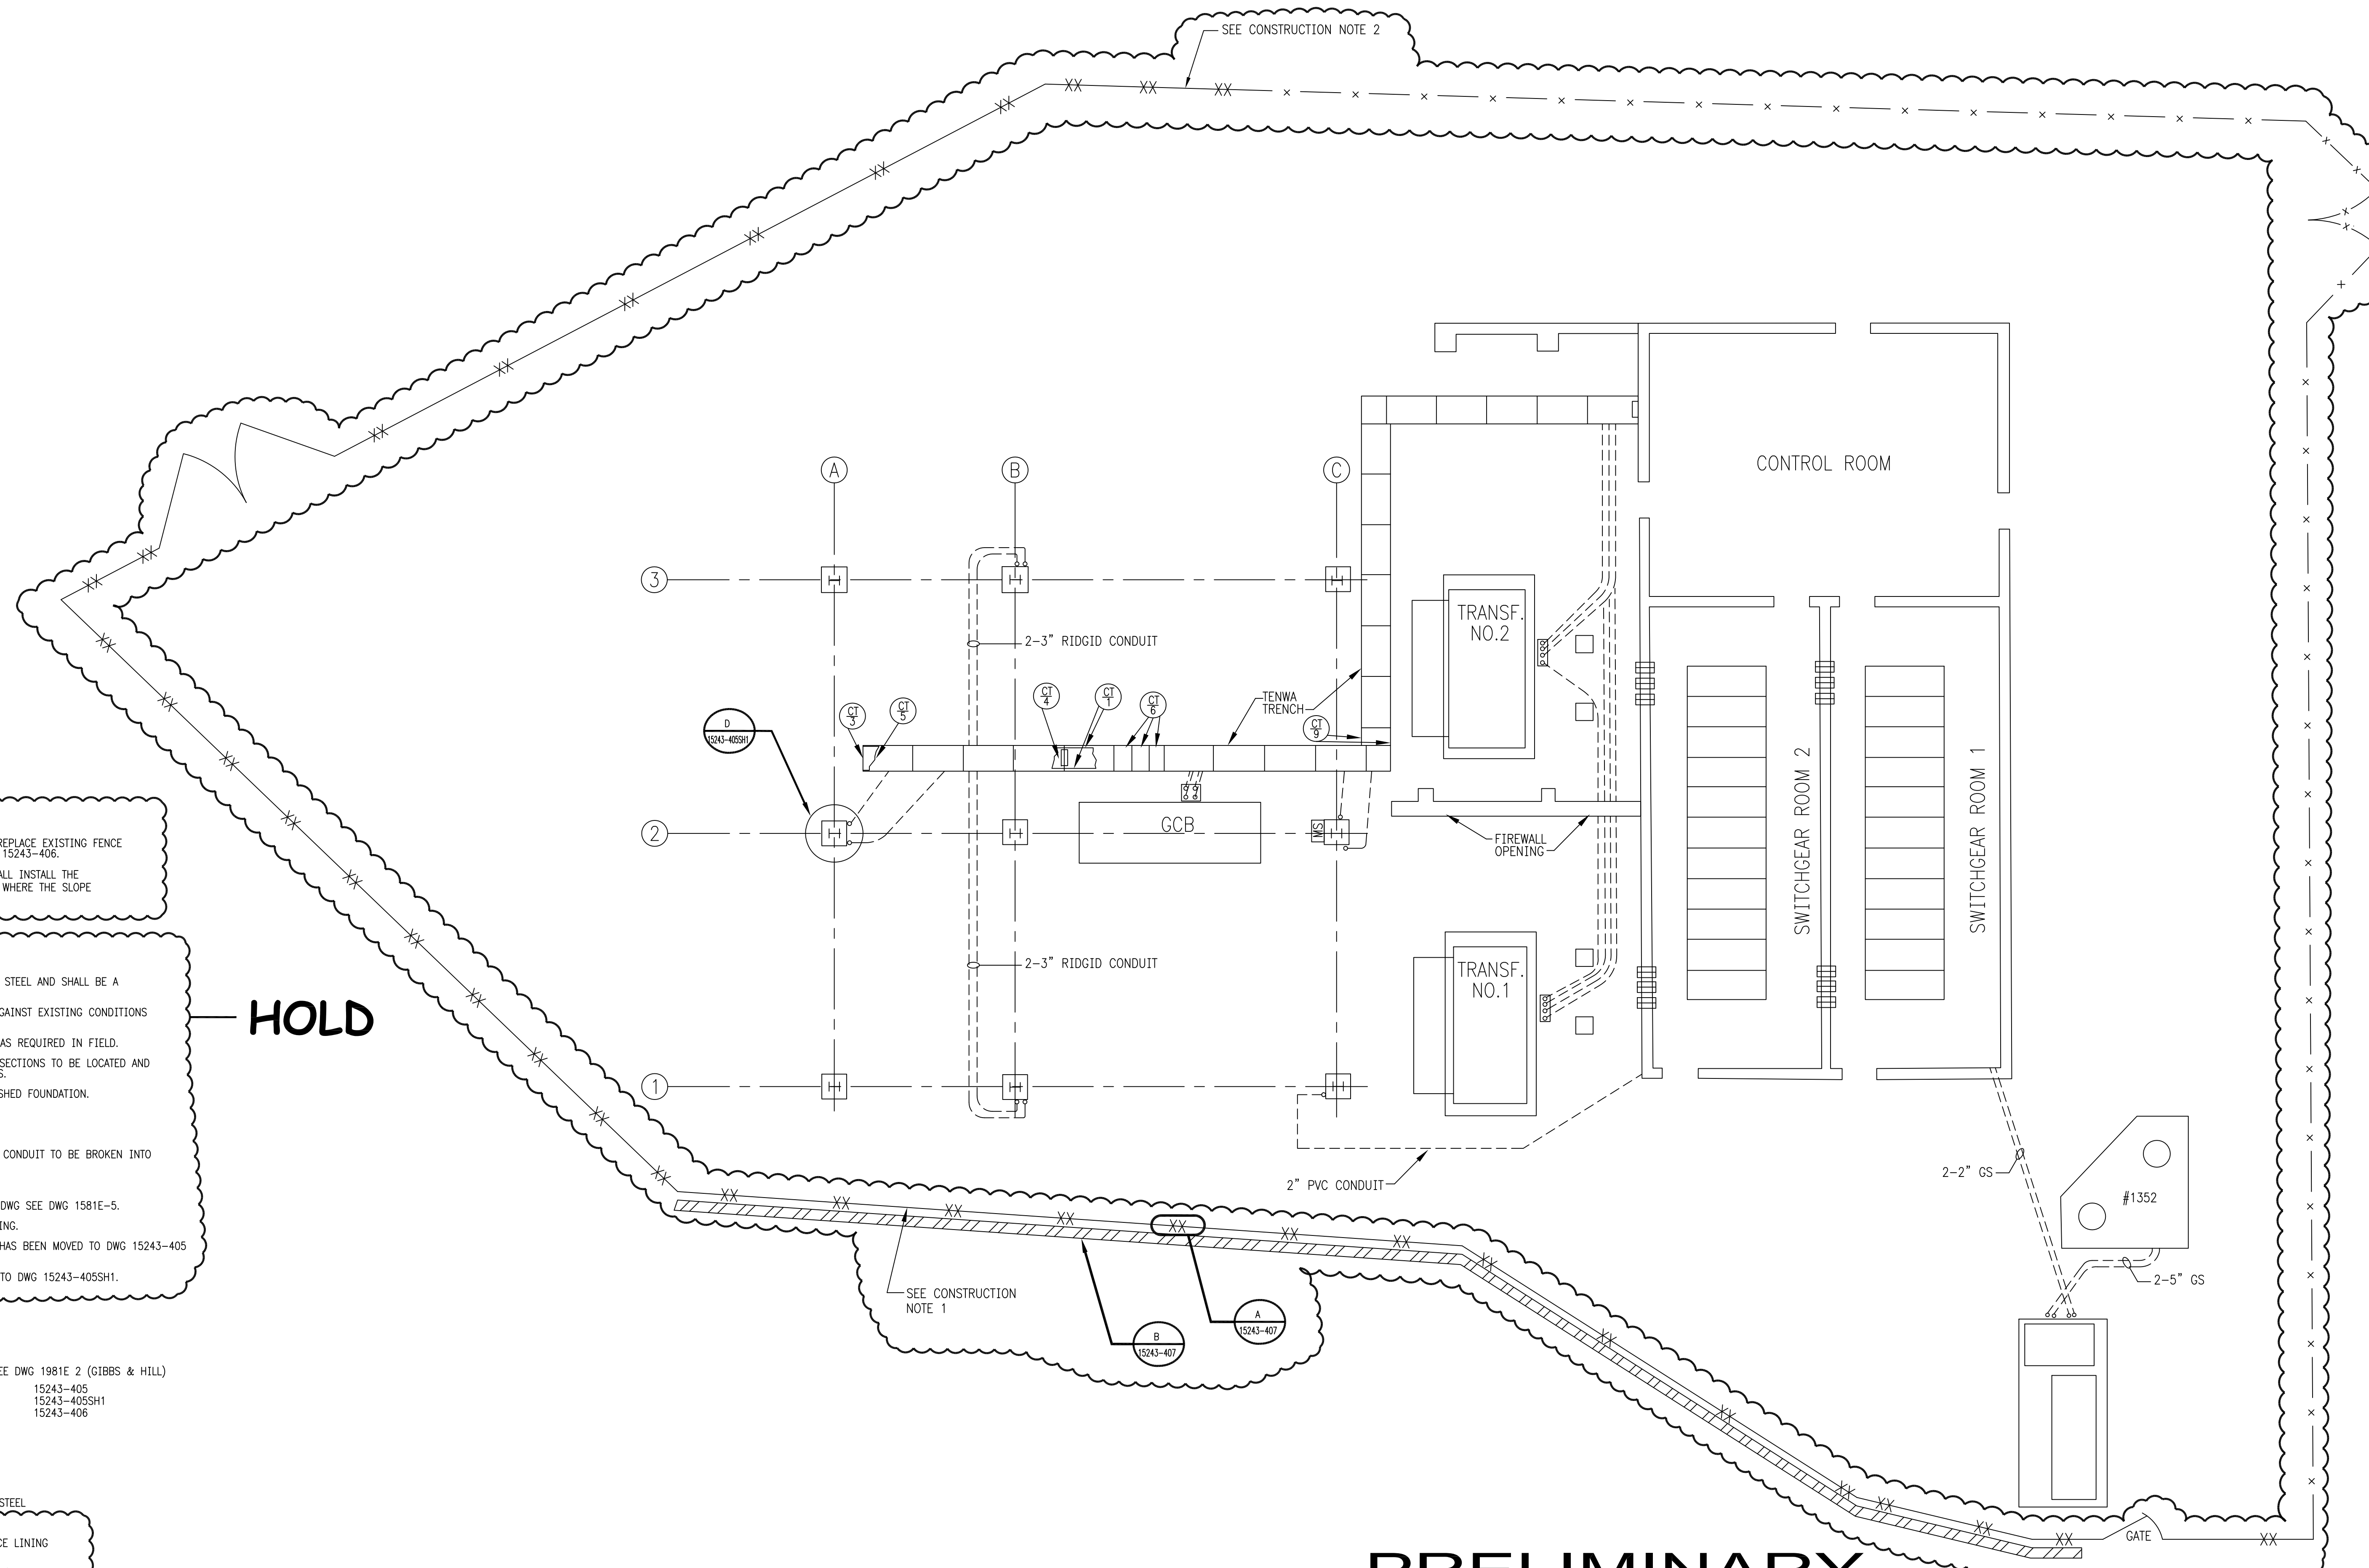 SEE CONSTRUCTION NOTE 2
CONTROL ROOM
A
B
C
3
2-3" RIDGID CONDUIT
TRANSF.
NO.2
CT
3
CT
5
CT
4
CT
1
CT
6
TENWA
TRENCH
CT
9
D
15243-405SH1
2
GCB
MS
FIREWALL
OPENING
SWITCHGEAR ROOM 2
SWITCHGEAR ROOM 1
2-3" RIDGID CONDUIT
TRANSF.
NO.1
1
2" PVC CONDUIT
2-2" GS
#1352
2-5" GS
SEE CONSTRUCTION
NOTE 1
A
15243-407
B
15243-407
GATE
REPLACE EXISTING FENCE
15243-406.
ALL INSTALL THE
WHERE THE SLOPE
STEEL AND SHALL BE A
GAINST EXISTING CONDITIONS
HOLD
AS REQUIRED IN FIELD.
SECTIONS TO BE LOCATED AND
S.
SHED FOUNDATION.
CONDUIT TO BE BROKEN INTO
DWG SEE DWG 1581E-5.
ING.
HAS BEEN MOVED TO DWG 15243-405
TO DWG 15243-405SH1.
EE DWG 1981E 2 (GIBBS & HILL)
15243-405
15243-405SH1
15243-406
STEEL
CE LINING
PRELIMINARY